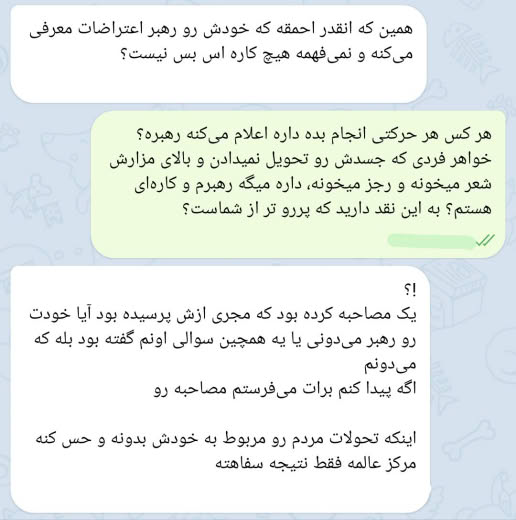 همین که انقدر احمقه که خودش رو رهبر اعتراضات معرفی
می‌کنه و نمی‌فهمه هیچ کاره اس بس نیست؟
هر کس هر حرکتی انجام بده داره اعلام می‌کنه رهبره؟
خواهر فردی که جسدش رو تحویل نمیدادن و بالای مزارش
شعر میخونه و رجز میخونه، داره میگه رهبرم و کاره‌ای
هستم؟ به این نقد دارید که پررو تر از شماست؟
!؟
یک مصاحبه کرده بود که مجری ازش پرسیده بود آیا خودت
رو رهبر می‌دونی یا یه همچین سوالی اونم گفته بود بله که
می‌دونم
اگه پیدا کنم برات می‌فرستم مصاحبه رو
اینکه تحولات مردم رو مربوط به خودش بدونه و حس کنه
مرکز عالمه فقط نتیجه سفاهته